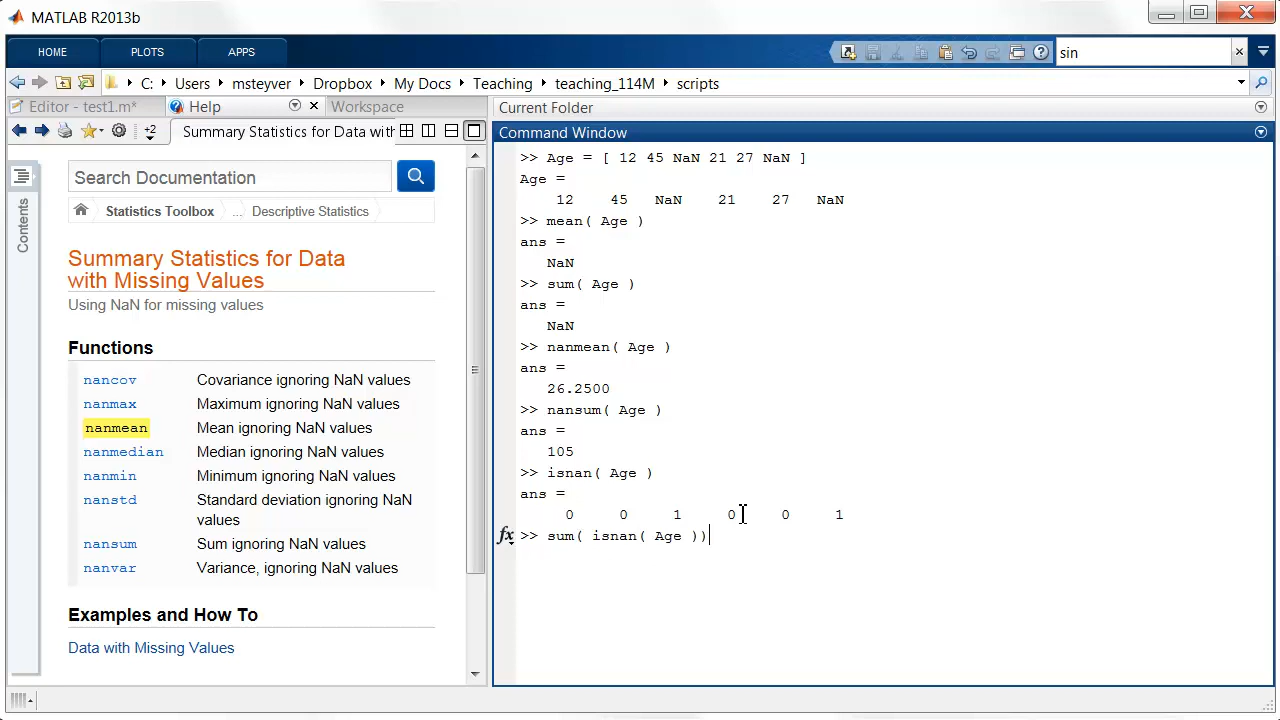 MATLAB R2013b
HOME PLOTS APPS
sin
C: Users msteyver Dropbox My Docs Teaching teaching_114M scripts
Editor - test1.m* Help Workspace
+2 Summary Statistics for Data with
Contents
Search Documentation
Statistics Toolbox ... Descriptive Statistics
Summary Statistics for Data
with Missing Values
Using NaN for missing values
Functions
nancov Covariance ignoring NaN values
nanmax Maximum ignoring NaN values
nanmean Mean ignoring NaN values
nanmedian Median ignoring NaN values
nanmin Minimum ignoring NaN values
nanstd Standard deviation ignoring NaN
values
nansum Sum ignoring NaN values
nanvar Variance, ignoring NaN values
Examples and How To
Data with Missing Values
Current Folder
Command Window
>> Age = [ 12 45 NaN 21 27 NaN ]
Age =
12 45 NaN 21 27 NaN
>> mean( Age )
ans =
NaN
>> sum( Age )
ans =
NaN
>> nanmean( Age )
ans =
26.2500
>> nansum( Age )
ans =
105
>> isnan( Age )
ans =
0 0 1 0 0 1
fx >> sum( isnan( Age ))